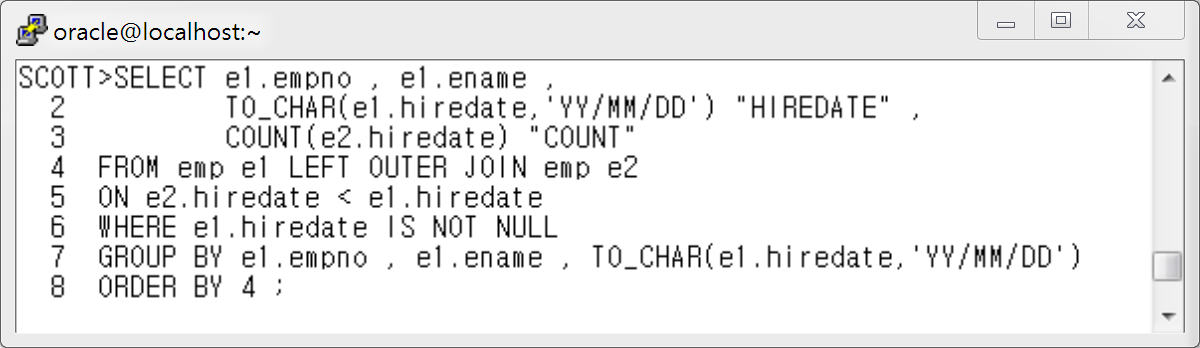 oracle@localhost:~
SCOTT>SELECT e1.empno , e1.ename ,
  2          TO_CHAR(e1.hiredate,'YY/MM/DD') "HIREDATE" ,
  3          COUNT(e2.hiredate) "COUNT"
  4  FROM emp e1 LEFT OUTER JOIN emp e2
  5  ON e2.hiredate < e1.hiredate
  6  WHERE e1.hiredate IS NOT NULL
  7  GROUP BY e1.empno , e1.ename , TO_CHAR(e1.hiredate,'YY/MM/DD')
  8  ORDER BY 4 ;